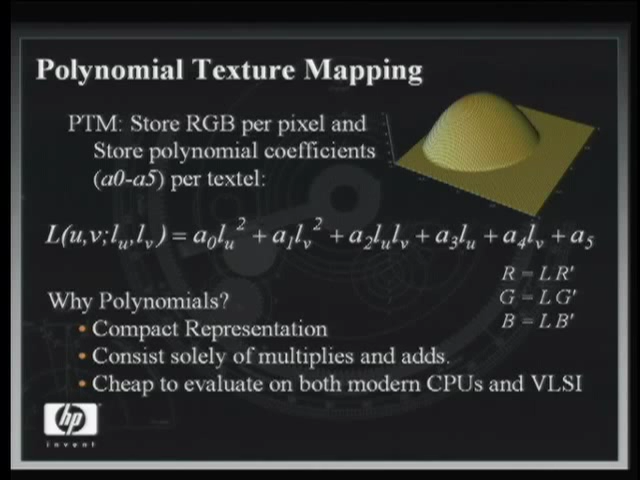 Polynomial Texture Mapping
PTM: Store RGB per pixel and
Store polynomial coefficients
(a0-a5) per textel:
L(u,v;lᵤ,lᵥ) = a₀lᵤ² + a₁lᵥ² + a₂lᵤlᵥ + a₃lᵤ + a₄lᵥ + a₅
R = L R'
G = L G'
B = L B'
Why Polynomials?
• Compact Representation
• Consist solely of multiplies and adds.
• Cheap to evaluate on both modern CPUs and VLSI
hp
invent